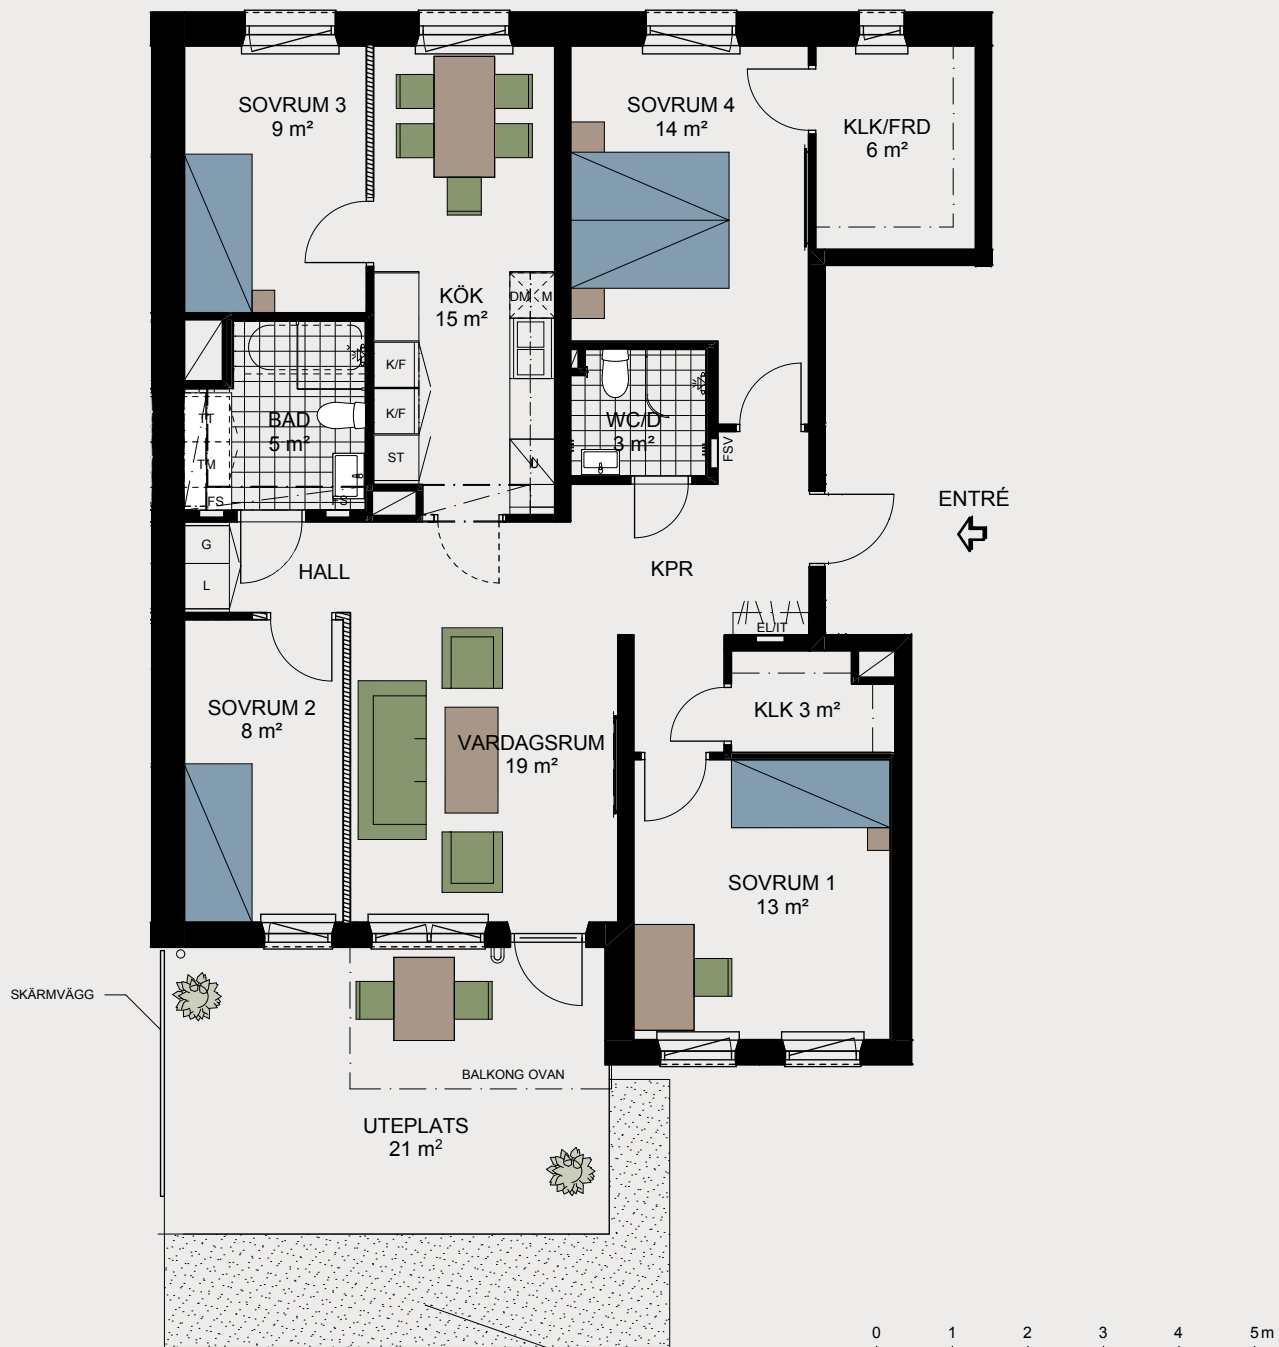 SOVRUM 3
9 m²
SOVRUM 4
14 m²
KLK/FRD
6 m²
KÖK
15 m²
DM
M
K/F
K/F
ST
U
BAD
5 m²
TT
TM
FS
FS
WC/D
3 m²
FSV
ENTRÉ
G
L
HALL
KPR
EL/IT
SOVRUM 2
8 m²
VARDAGSRUM
19 m²
KLK 3 m²
SOVRUM 1
13 m²
SKÄRMVÄGG
BALKONG OVAN
UTEPLATS
21 m²
0 1 2 3 4 5 m